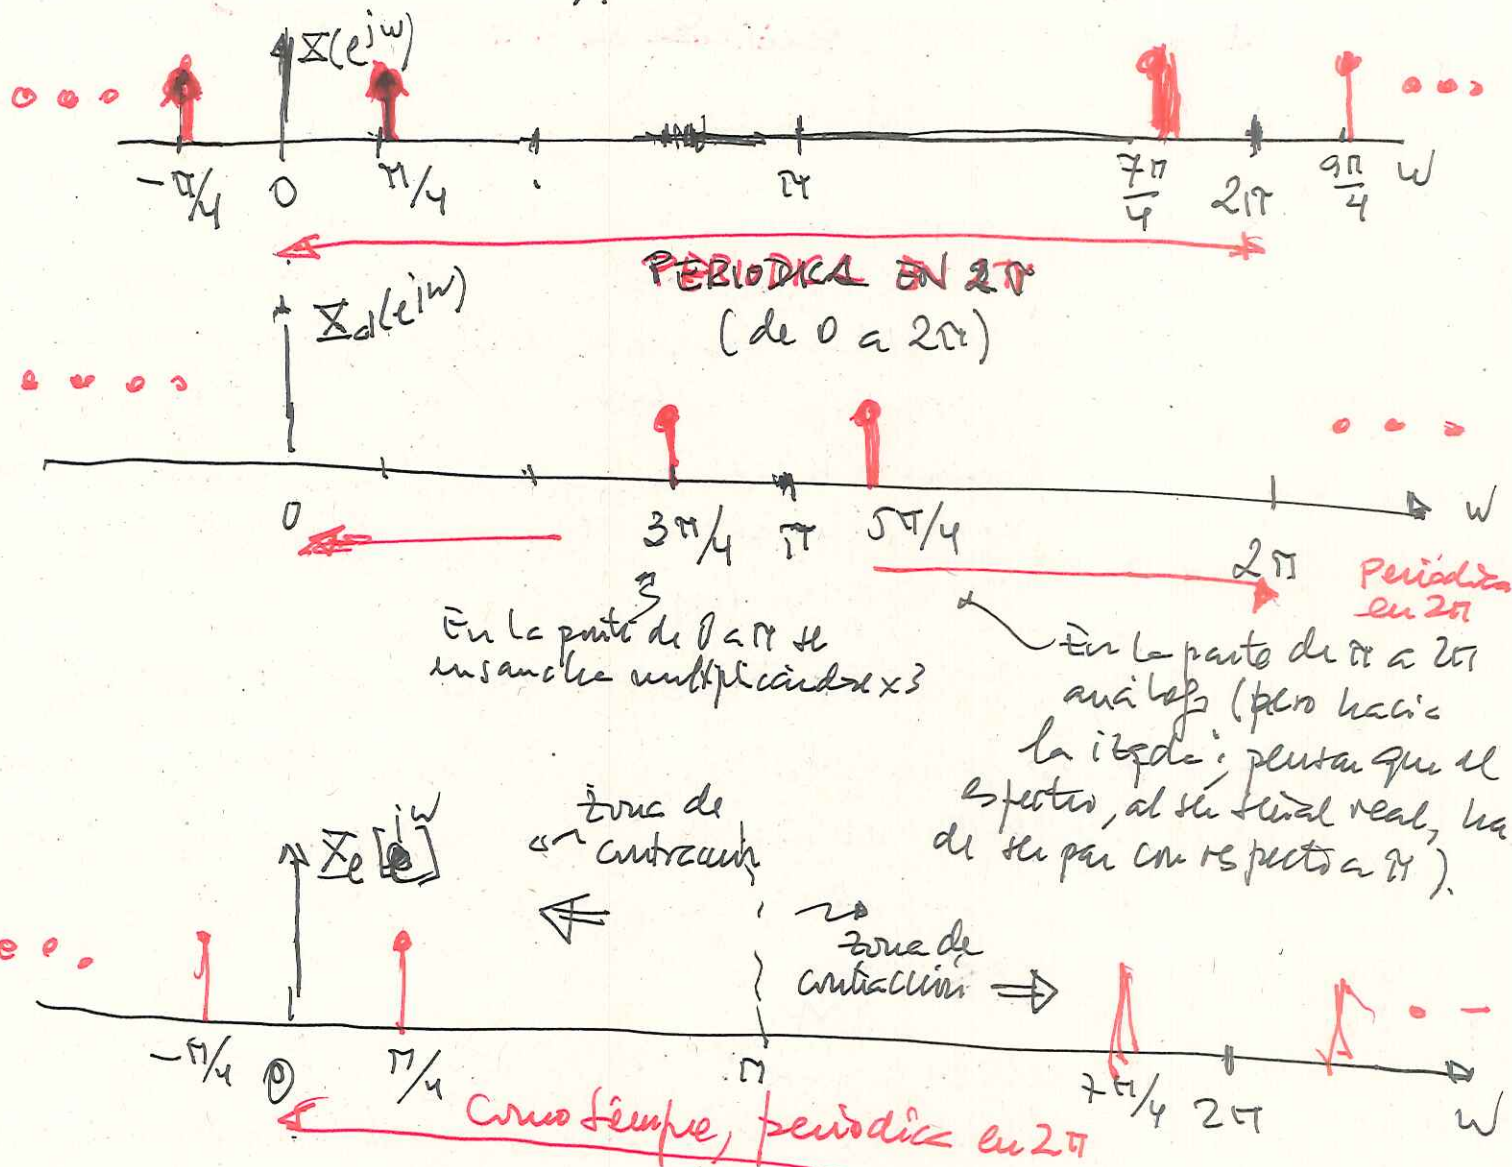 X(e^jw)
-π/4 0 π/4 π 7π/4 2π 9π/4 w
PERIODICA EN 2π
(de 0 a 2π)
X_d(e^jw)
0 3π/4 π 5π/4 2π w
Periódica
en 2π
En la parte de 0 a π se
ensancha multiplicándose x3
En la parte de π a 2π
análogo (pero hacia
la izqda; pensar que el
espectro, al ser señal real, ha
de ser par con respecto a π).
X_e[e^jw]
zona de
contracción
zona de
contracción
-π/4 0 π/4 π 7π/4 2π w
Como siempre, periódica en 2π